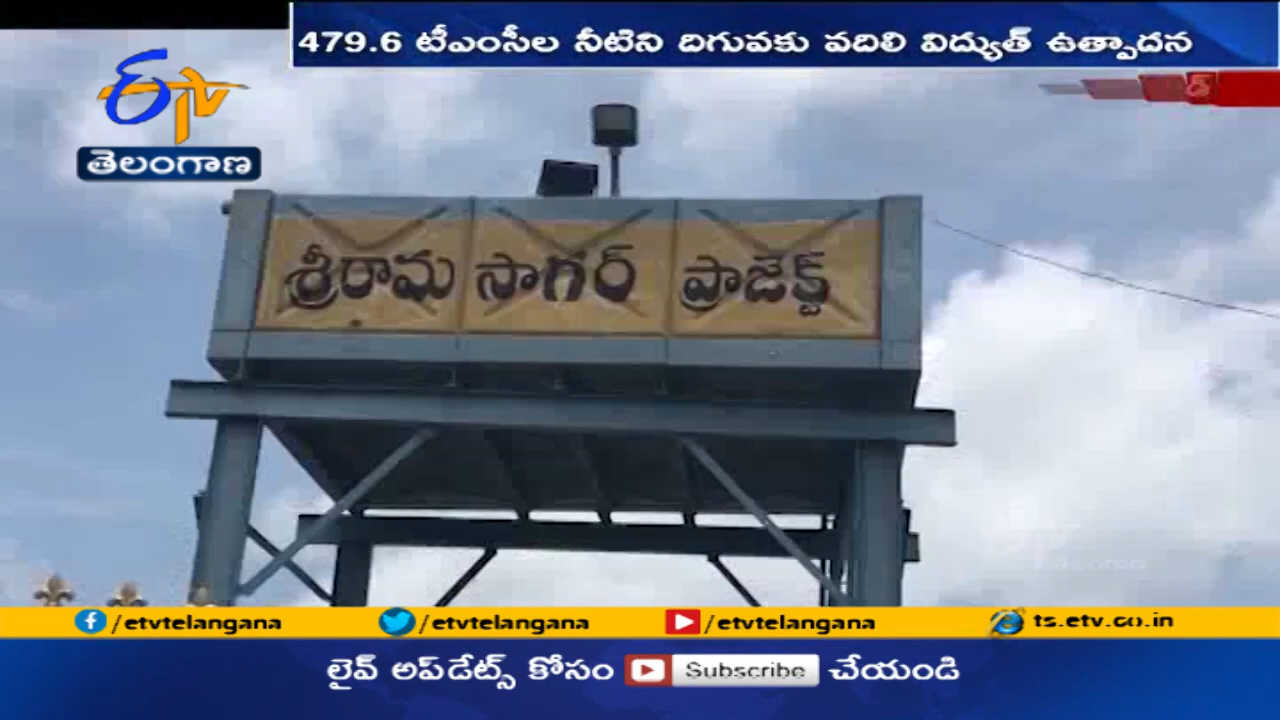 479.6 టీఎంసీల నీటిని దిగువకు వదిలి విద్యుత్ ఉత్పాదన
ETV
తెలంగాణ
శ్రీరామ సాగర్ ప్రాజెక్ట్
/etvtelangana /etvtelangana /etvtelangana ts.etv.co.in
లైవ్ అప్‌డేట్స్ కోసం Subscribe చేయండి